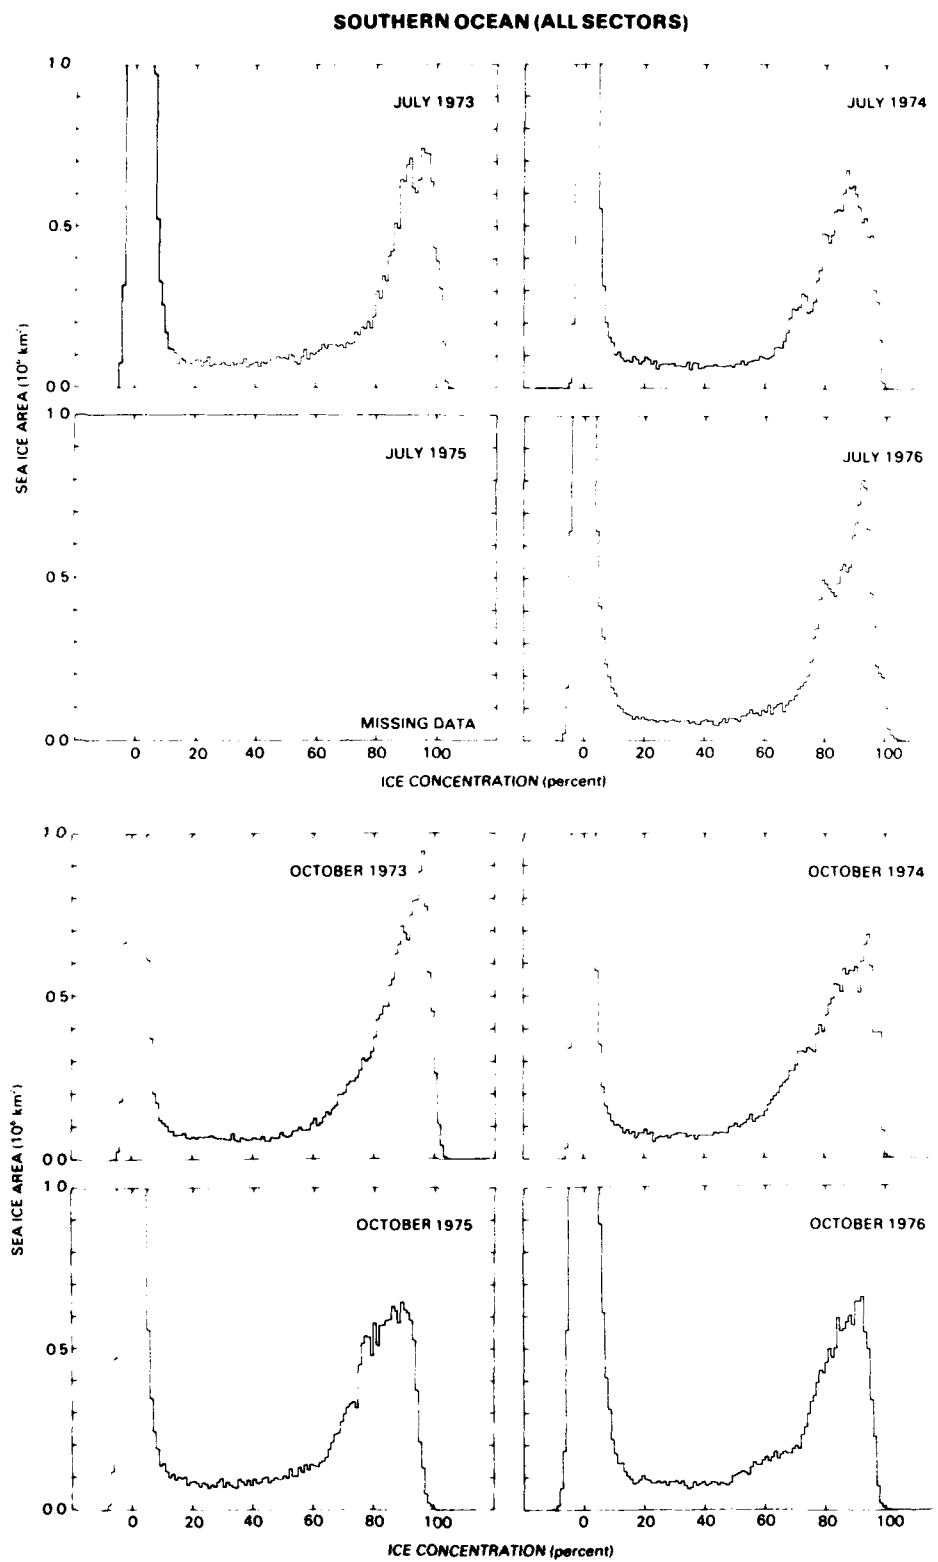 SOUTHERN OCEAN (ALL SECTORS)
1.0
JULY 1973
JULY 1974
0.5
0.0
SEA ICE AREA (10⁶ km²)
1.0
JULY 1975
JULY 1976
0.5
MISSING DATA
0.0
0 20 40 60 80 100 0 20 40 60 80 100
ICE CONCENTRATION (percent)
1.0
OCTOBER 1973
OCTOBER 1974
0.5
0.0
SEA ICE AREA (10⁶ km²)
1.0
OCTOBER 1975
OCTOBER 1976
0.5
0.0
0 20 40 60 80 100 0 20 40 60 80 100
ICE CONCENTRATION (percent)